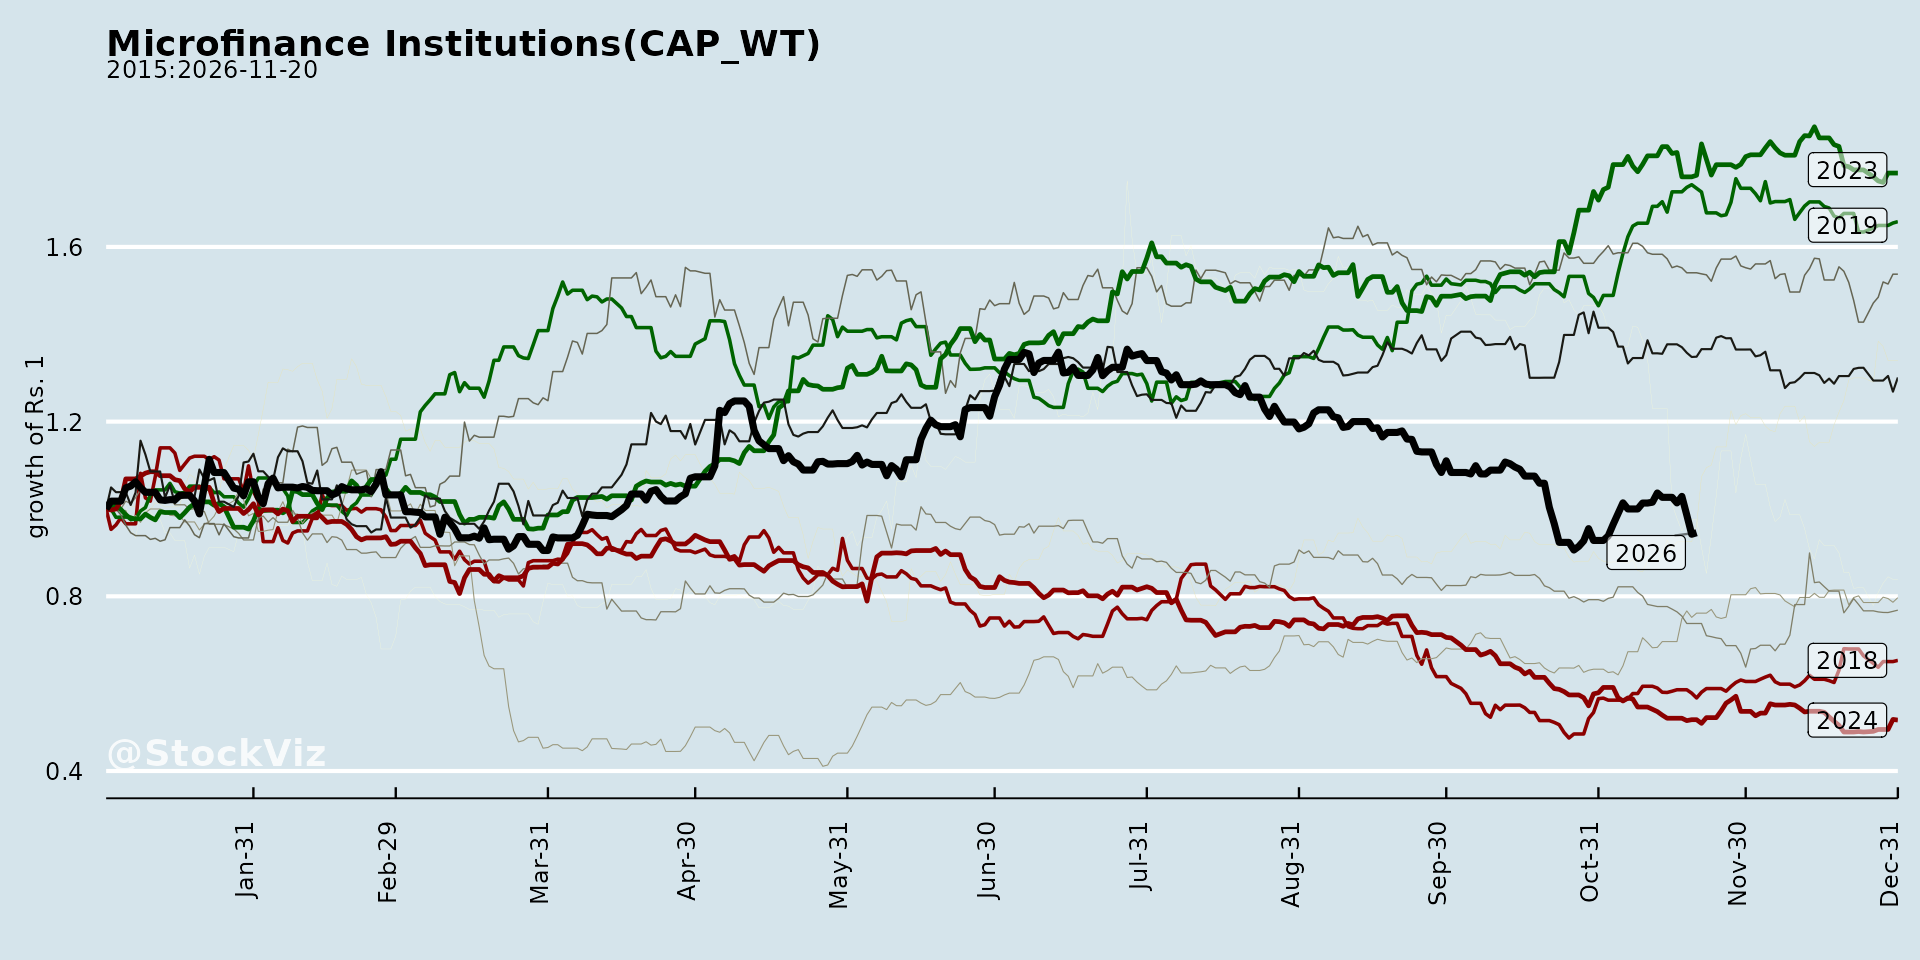 Microfinance Institutions(CAP_WT)
2015:2026-11-20
growth of Rs. 1
1.6
1.2
0.8
0.4
2023
2019
2026
2018
2024
@StockViz
Jan-31
Feb-29
Mar-31
Apr-30
May-31
Jun-30
Jul-31
Aug-31
Sep-30
Oct-31
Nov-30
Dec-31